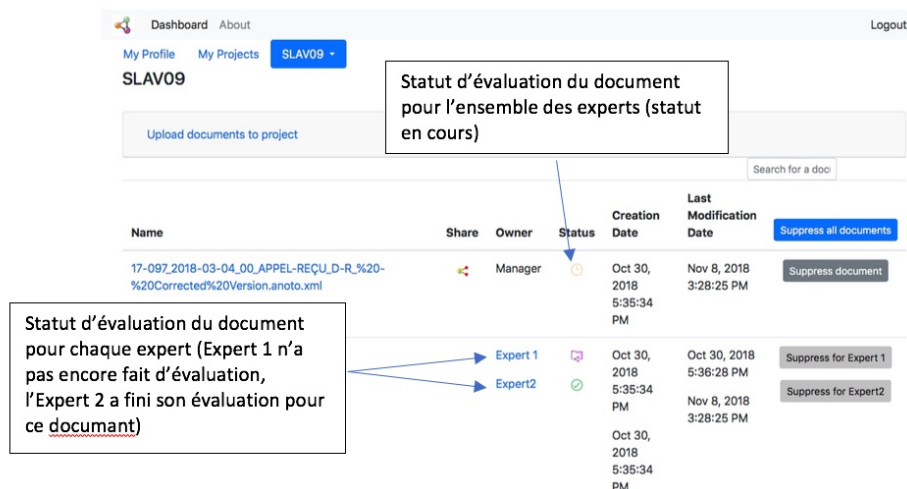 Dashboard About Logout
My Profile My Projects SLAV09
SLAV09
Statut d’évaluation du document
pour l’ensemble des experts (statut
en cours)
Upload documents to project
Search for a doc
Name Share Owner Status Creation Date Last Modification Date Suppress all documents
17-097_2018-03-04_00_APPEL-REÇU_D-R_%20-
%20Corrected%20Version.anoto.xml
Manager
Oct 30,
2018
5:35:34
PM
Nov 8, 2018
3:28:25 PM
Suppress document
Statut d’évaluation du document
pour chaque expert (Expert 1 n’a
pas encore fait d’évaluation,
l’Expert 2 a fini son évaluation pour
ce documant)
Expert 1
Expert2
Oct 30,
2018
5:35:34
PM
Oct 30,
2018
5:35:34
PM
Oct 30, 2018
5:36:28 PM
Nov 8, 2018
3:28:25 PM
Suppress for Expert 1
Suppress for Expert2